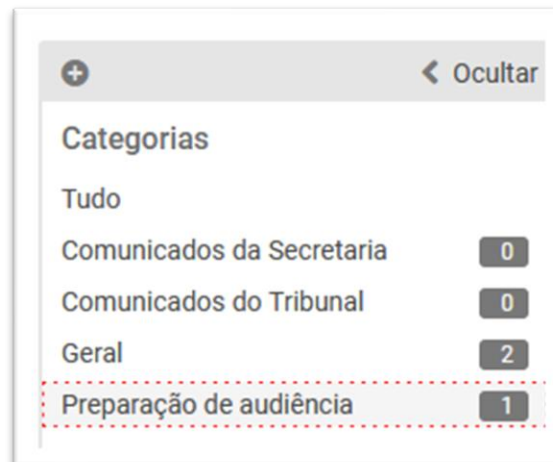 Ocultar
Categorias
Tudo
Comunicados da Secretaria 0
Comunicados do Tribunal 0
Geral 2
Preparação de audiência 1